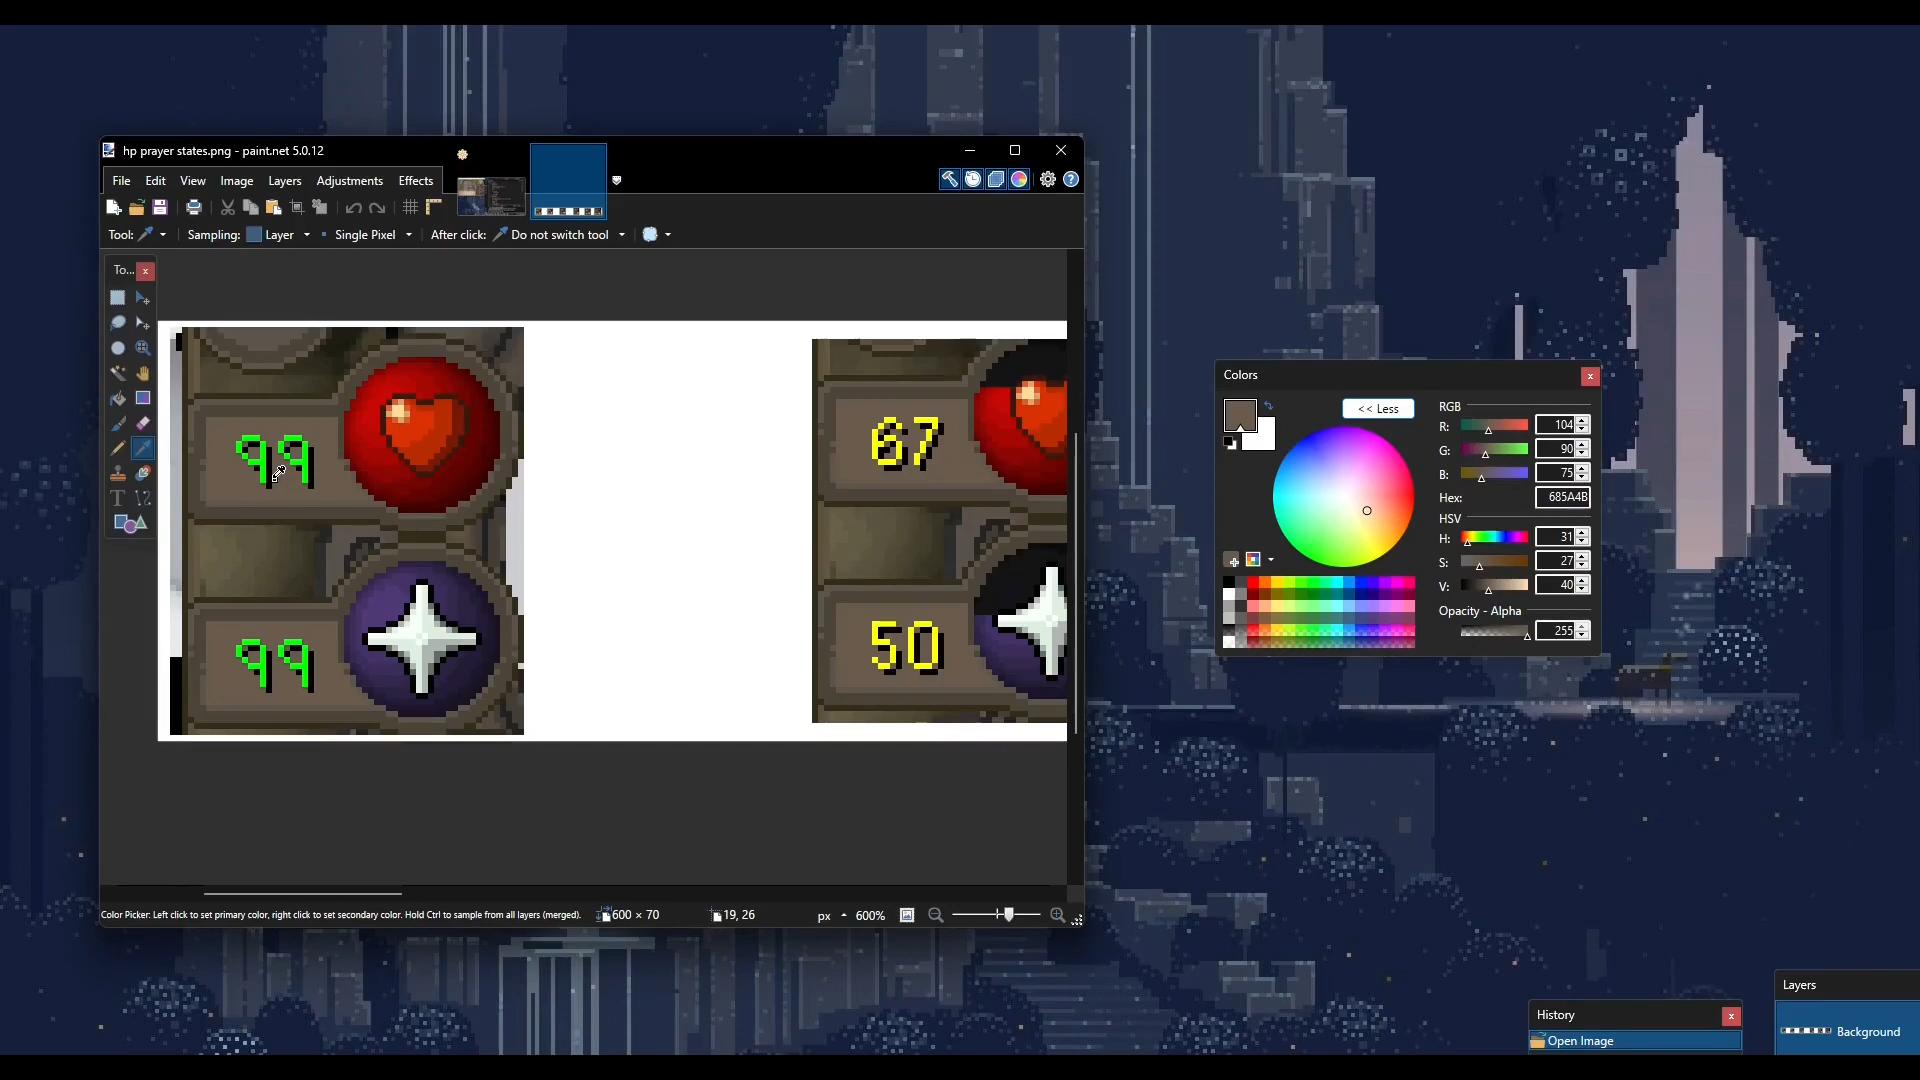 hp prayer states.png - paint.net 5.0.12
File Edit View Image Layers Adjustments Effects
Tool: Sampling: Layer Single Pixel After click: Do not switch tool
To...
99
99
67
50
Color Picker: Left click to set primary color, right click to set secondary color. Hold Ctrl to sample from all layers (merged). 600 × 70 19, 26 px 600%
Colors
<< Less
RGB
R: 104
G: 90
B: 75
Hex: 685A4B
HSV
H: 31
S: 27
V: 40
Opacity - Alpha
255
History
Open Image
Layers
Background